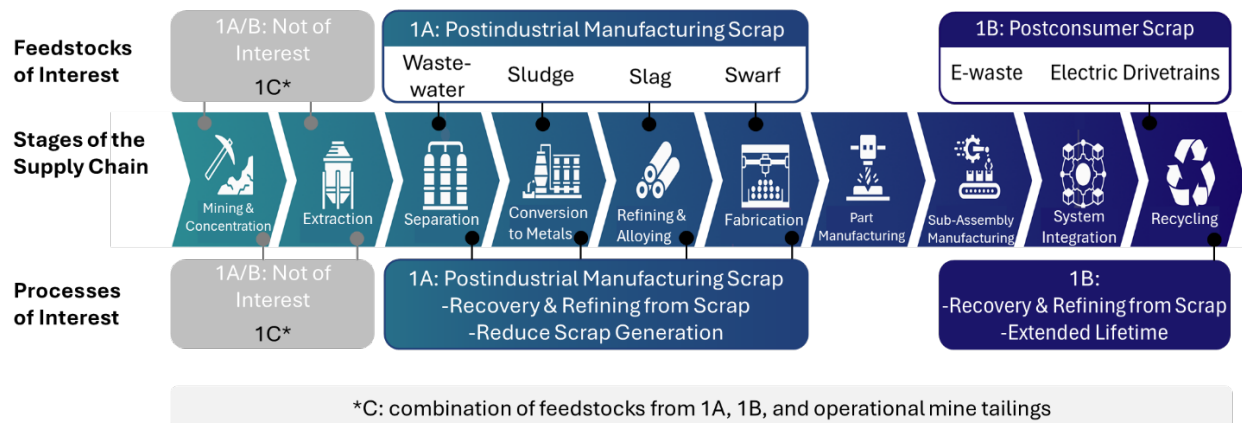 Feedstocks
of Interest
1A/B: Not of
Interest
1C*
1A: Postindustrial Manufacturing Scrap
Waste-
water
Sludge
Slag
Swarf
1B: Postconsumer Scrap
E-waste
Electric Drivetrains
Stages of the
Supply Chain
Mining &
Concentration
Extraction
Separation
Conversion
to Metals
Refining &
Alloying
Fabrication
Part
Manufacturing
Sub-Assembly
Manufacturing
System
Integration
Recycling
Processes
of Interest
1A/B: Not of
Interest
1C*
1A: Postindustrial Manufacturing Scrap
-Recovery & Refining from Scrap
-Reduce Scrap Generation
1B:
-Recovery & Refining from Scrap
-Extended Lifetime
*C: combination of feedstocks from 1A, 1B, and operational mine tailings